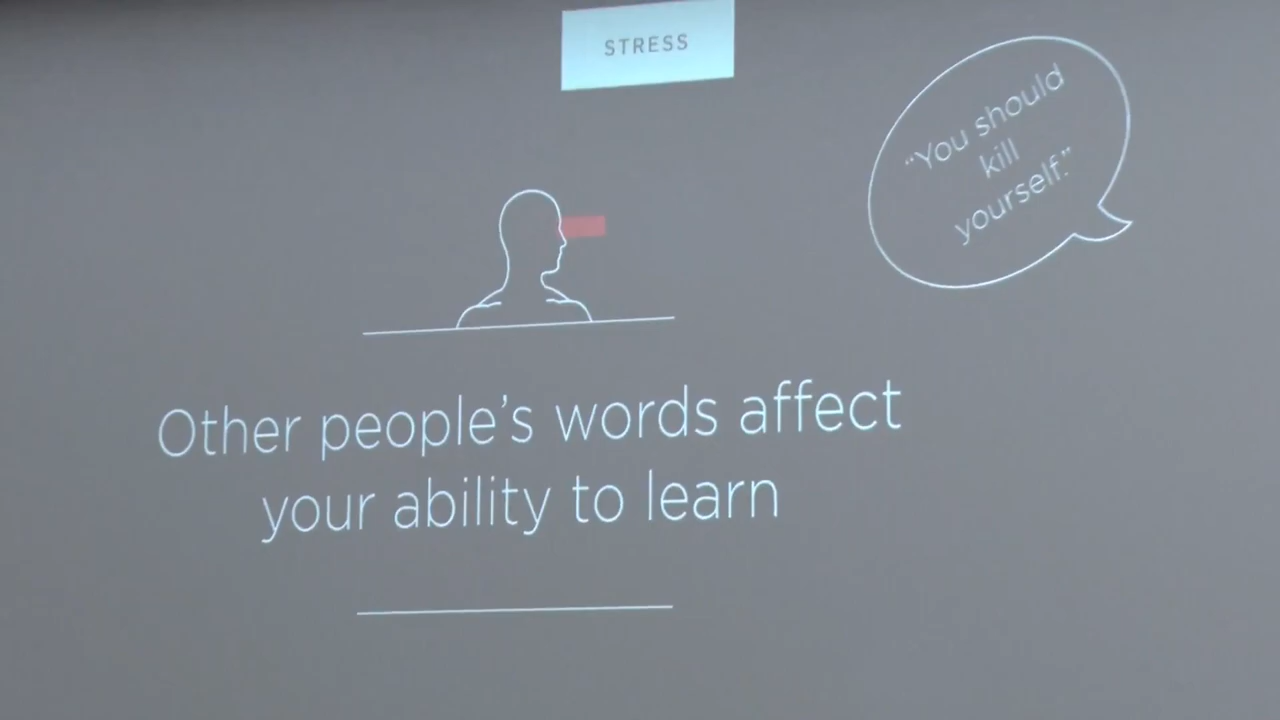 STRESS
“You should
kill
yourself.”
Other people’s words affect
your ability to learn